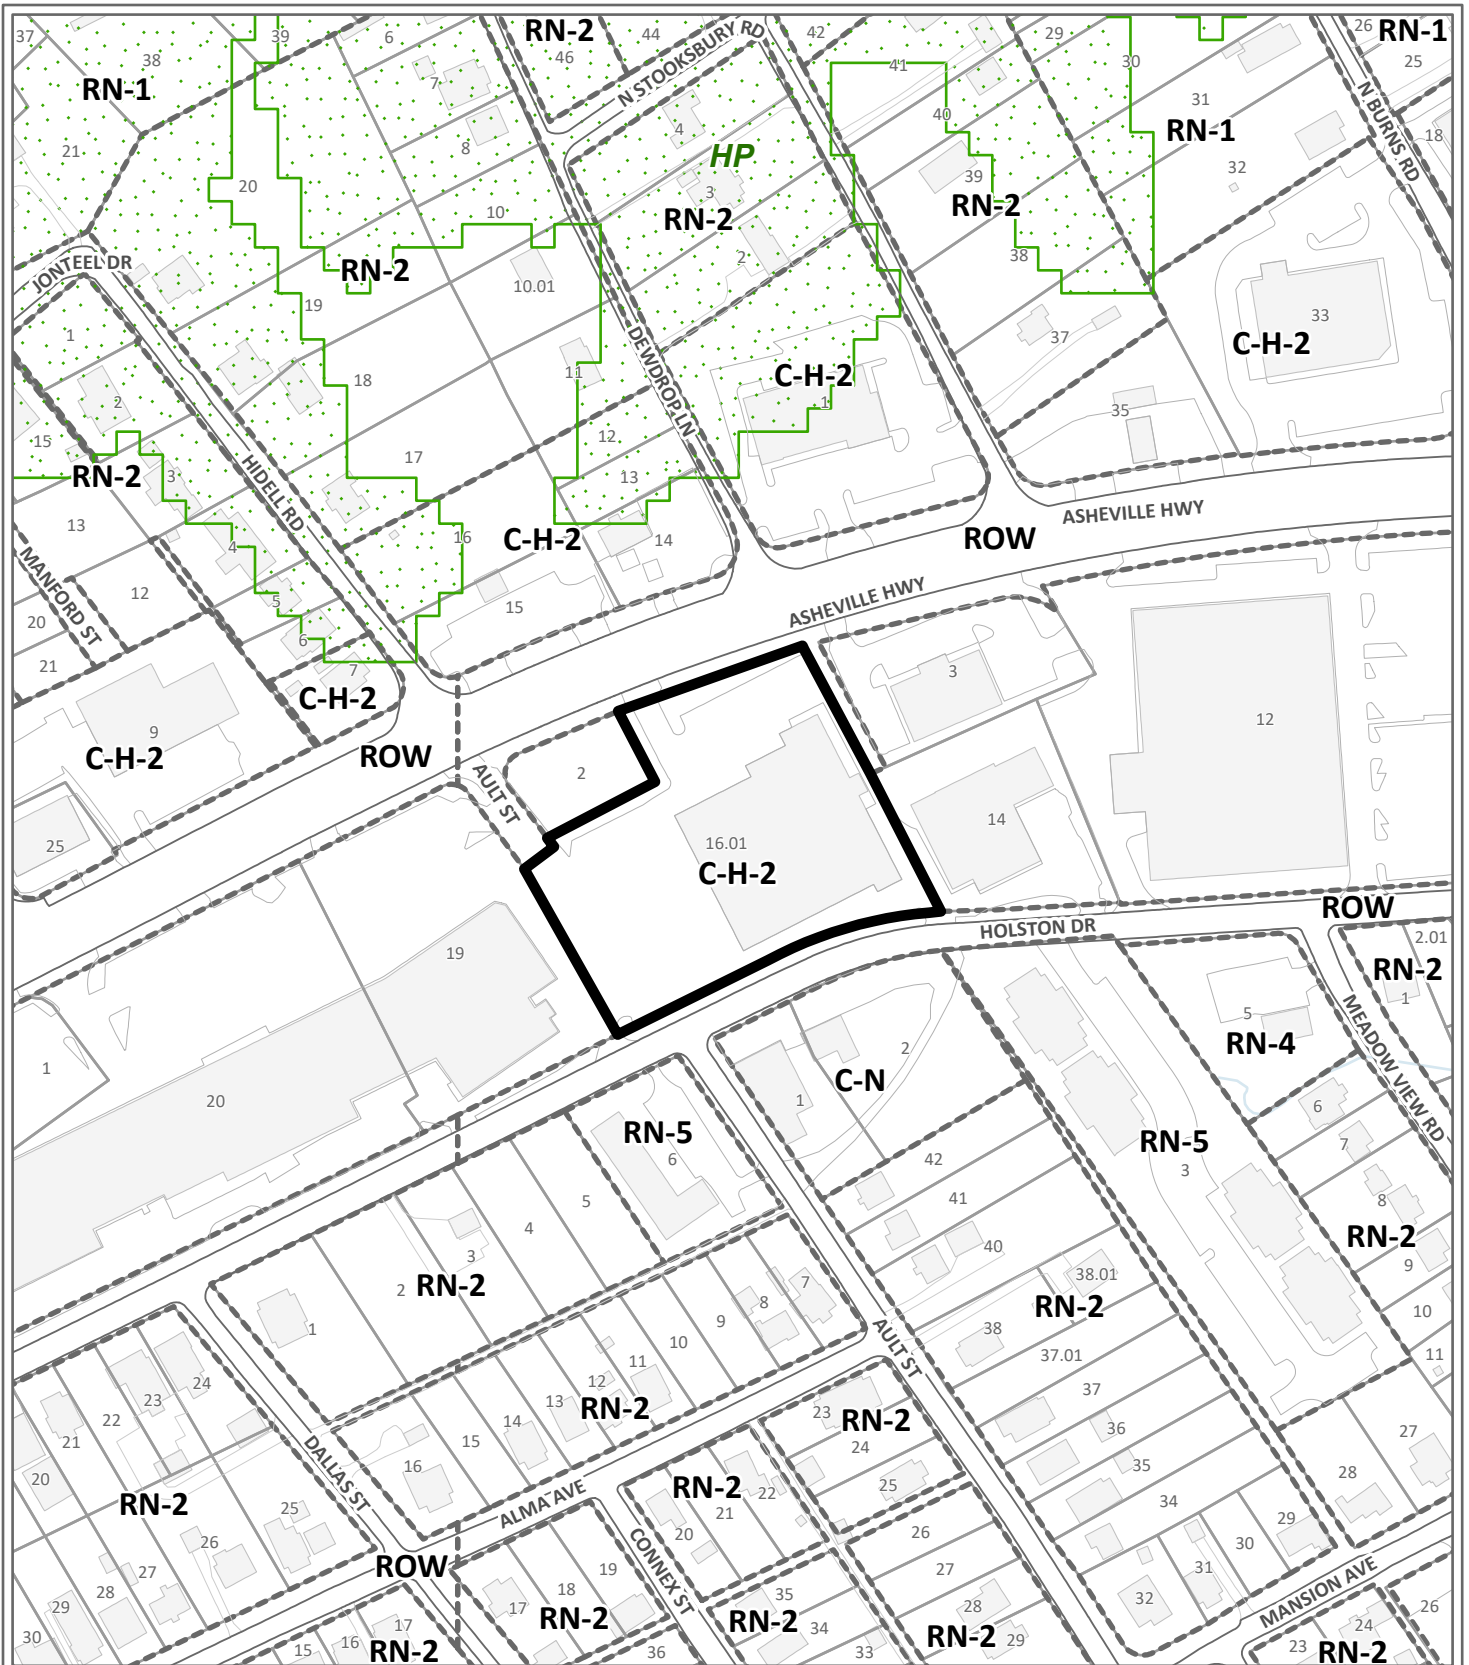 37
38
39
6
RN-2
46
44
N STOOKSBURY RD
42
29
30
26
RN-1
25
RN-1
21
7
8
4
HP
41
40
31
RN-1
32
N BURNS RD
18
20
10
3
RN-2
2
39
RN-2
38
JONTEEL DR
RN-2
10.01
19
1
18
11
DEWDROP LN
C-H-2
1
37
33
C-H-2
35
2
15
RN-2
3
HIDELL RD
17
12
13
13
C-H-2
16
14
ROW
ASHEVILLE HWY
4
MANFORD ST
12
5
20
21
6
7
C-H-2
15
ASHEVILLE HWY
3
12
9
C-H-2
ROW
AULT ST
2
25
16.01
C-H-2
14
ROW
HOLSTON DR
19
2.01
RN-2
1
5
RN-4
MEADOW VIEW RD
1
20
2
C-N
1
6
7
RN-5
6
RN-5
3
42
41
8
RN-2
9
5
4
3
2
RN-2
1
40
38.01
RN-2
38
37.01
10
11
7
8
9
10
11
12
13
RN-2
14
15
16
AULT ST
37
36
35
34
27
28
24
23
22
21
20
RN-2
DALLAS ST
23
RN-2
24
25
RN-2
22
21
20
ALMA AVE
25
26
27
28
29
30
ROW
CONNEX ST
19
18
17
RN-2
26
27
28
29
RN-2
35
RN-2
34
33
36
29
30
31
32
MANSION AVE
17
16
15
RN-2
26
24
23
RN-2